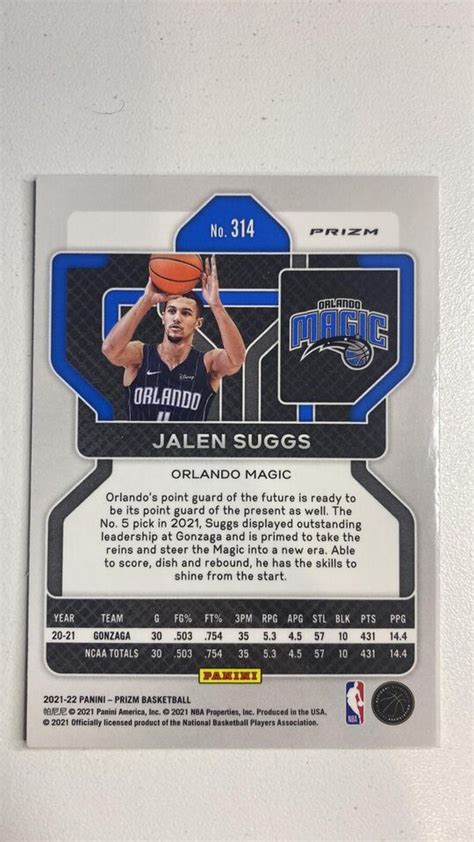 No. 314
PRIZM
ORLANDO
MAGIC
Disney
ORLANDO
JALEN SUGGS
ORLANDO MAGIC
Orlando's point guard of the future is ready to
be its point guard of the present as well. The
No. 5 pick in 2021, Suggs displayed outstanding
leadership at Gonzaga and is primed to take the
reins and steer the Magic into a new era. Able
to score, dish and rebound, he has the skills to
shine from the start.
YEAR TEAM G FG% FT% 3PM RPG APG STL BLK PTS PPG
20-21 GONZAGA 30 .503 .754 35 5.3 4.5 57 10 431 14.4
NCAA TOTALS 30 .503 .754 35 5.3 4.5 57 10 431 14.4
PANINI
2021-22 PANINI – PRIZM BASKETBALL
帕尼尼 © 2021 Panini America, Inc. © 2021 NBA Properties, Inc. Produced in the USA.
© 2021 Officially licensed product of the National Basketball Players Association.
NBA